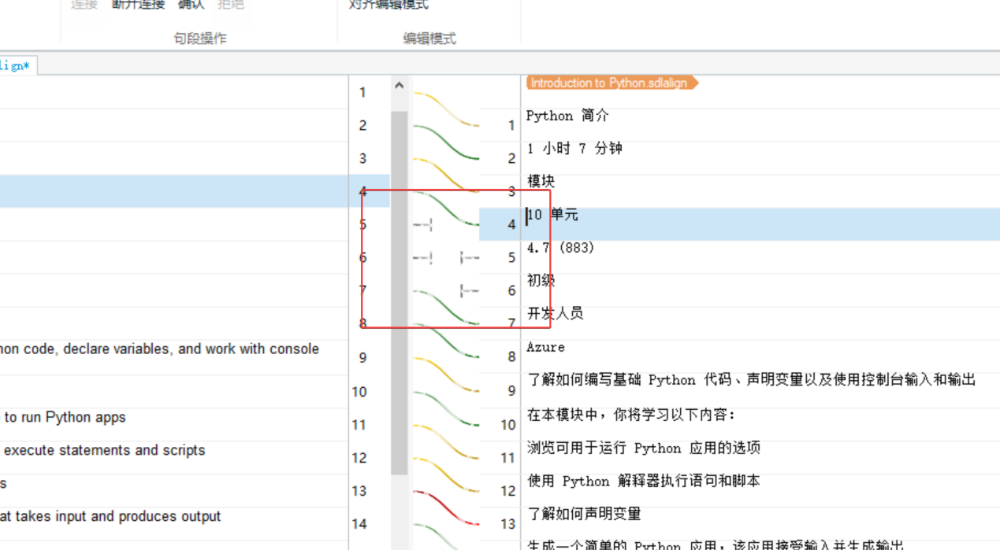 连接 断开连接 确认 拒绝 对齐编辑模式
句段操作 编辑模式
lign*
1 Introduction to Python.sdlalign
2 1 Python 简介
3 2 1 小时 7 分钟
4 3 模块
5 4 10 单元
6 5 4.7 (883)
7 6 初级
8 7 开发人员
hon code, declare variables, and work with console 9 8 Azure
10 9 了解如何编写基础 Python 代码、声明变量以及使用控制台输入和输出
to run Python apps 11 10 在本模块中，你将学习以下内容：
execute statements and scripts 12 11 浏览可用于运行 Python 应用的选项
s 13 12 使用 Python 解释器执行语句和脚本
at takes input and produces output 14 13 了解如何声明变量
生成一个简单的 Python 应用，该应用接受输入并生成输出